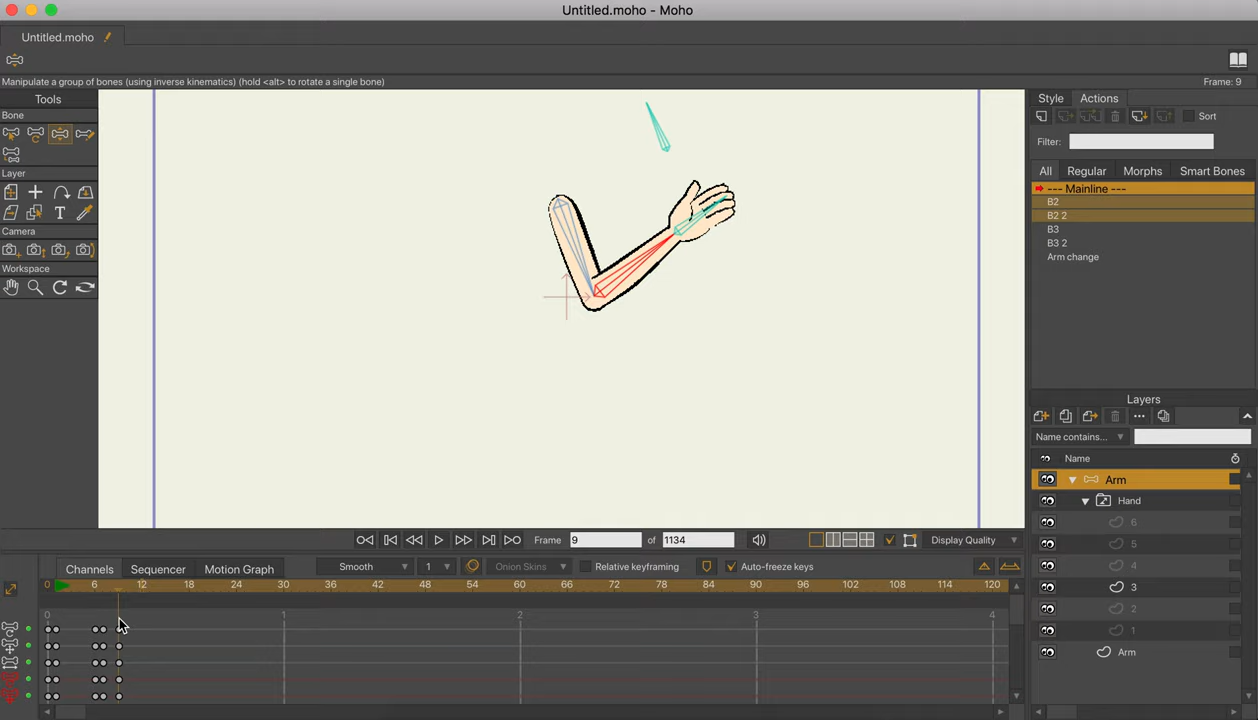 Untitled.moho - Moho
Untitled.moho
Manipulate a group of bones (using inverse kinematics) (hold <alt> to rotate a single bone)
Frame: 9
Tools
Bone
Layer
Camera
Workspace
Style
Actions
Sort
Filter:
All
Regular
Morphs
Smart Bones
--- Mainline ---
B2
B2 2
B3
B3 2
Arm change
Layers
Name contains...
Name
Arm
Hand
6
5
4
3
2
1
Arm
Frame
9
of
1134
Display Quality
Channels
Sequencer
Motion Graph
Smooth
1
Onion Skins
Relative keyframing
Auto-freeze keys
0 6 12 18 24 30 36 42 48 54 60 66 72 78 84 90 96 102 108 114 120
0 1 2 3 4